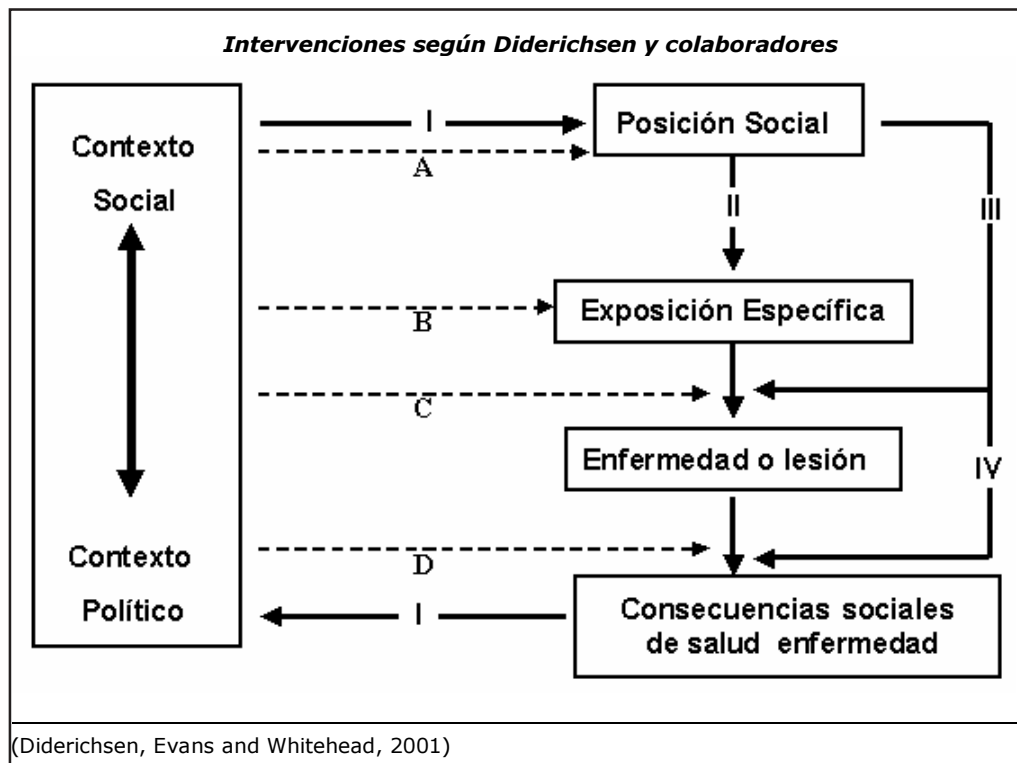 Intervenciones según Diderichsen y colaboradores
Contexto
Social
I
A
Posición Social
II
III
B
Exposición Específica
C
Enfermedad o lesión
IV
D
Contexto
Político
I
Consecuencias sociales
de salud enfermedad
(Diderichsen, Evans and Whitehead, 2001)